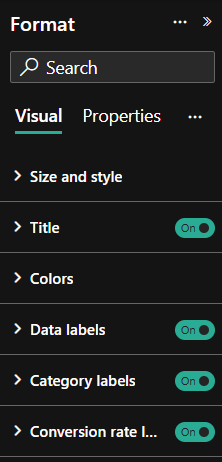 Format
Search
Visual Properties
Size and style
Title On
Colors
Data labels On
Category labels On
Conversion rate l... On